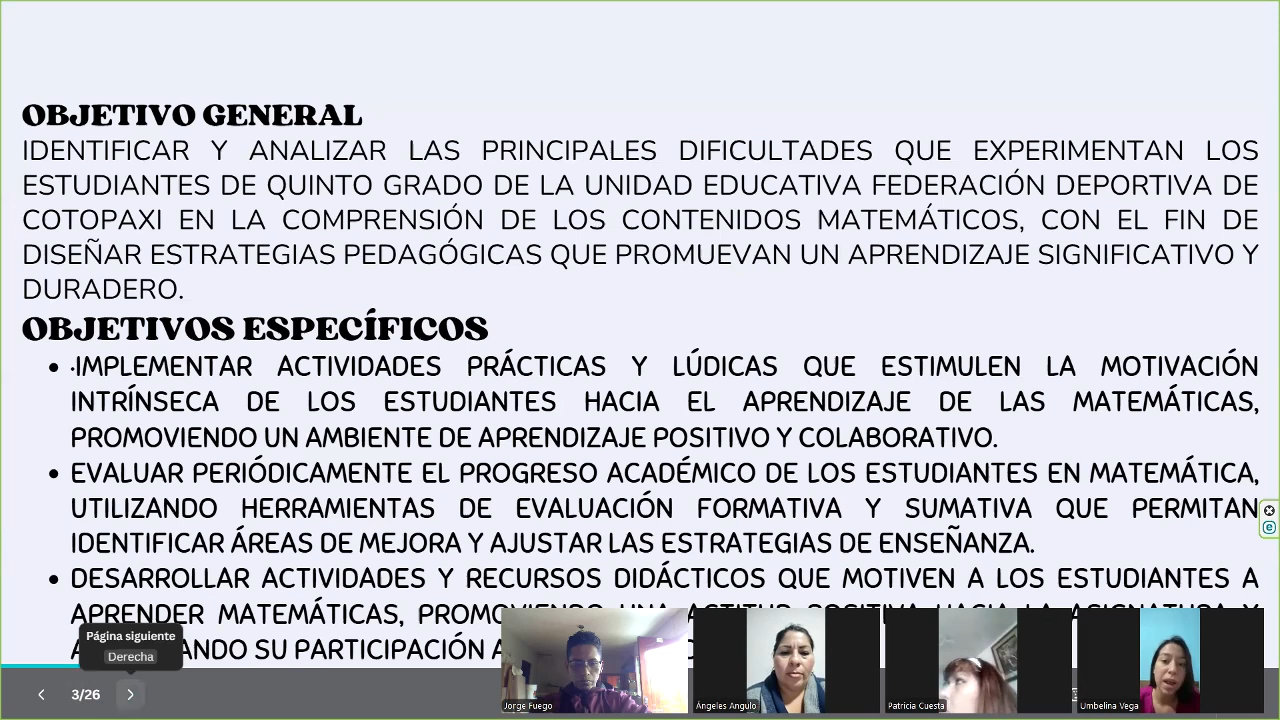 OBJETIVO GENERAL
IDENTIFICAR Y ANALIZAR LAS PRINCIPALES DIFICULTADES QUE EXPERIMENTAN LOS
ESTUDIANTES DE QUINTO GRADO DE LA UNIDAD EDUCATIVA FEDERACIÓN DEPORTIVA DE
COTOPAXI EN LA COMPRENSIÓN DE LOS CONTENIDOS MATEMÁTICOS, CON EL FIN DE
DISEÑAR ESTRATEGIAS PEDAGÓGICAS QUE PROMUEVAN UN APRENDIZAJE SIGNIFICATIVO Y
DURADERO.
OBJETIVOS ESPECÍFICOS
• ·IMPLEMENTAR ACTIVIDADES PRÁCTICAS Y LÚDICAS QUE ESTIMULEN LA MOTIVACIÓN
INTRÍNSECA DE LOS ESTUDIANTES HACIA EL APRENDIZAJE DE LAS MATEMÁTICAS,
PROMOVIENDO UN AMBIENTE DE APRENDIZAJE POSITIVO Y COLABORATIVO.
• EVALUAR PERIÓDICAMENTE EL PROGRESO ACADÉMICO DE LOS ESTUDIANTES EN MATEMÁTICA,
UTILIZANDO HERRAMIENTAS DE EVALUACIÓN FORMATIVA Y SUMATIVA QUE PERMITAN
IDENTIFICAR ÁREAS DE MEJORA Y AJUSTAR LAS ESTRATEGIAS DE ENSEÑANZA.
• DESARROLLAR ACTIVIDADES Y RECURSOS DIDÁCTICOS QUE MOTIVEN A LOS ESTUDIANTES A
APRENDER MATEMÁTICAS, PROMOVIENDO UNA ACTITUD POSITIVA HACIA LA ASIGNATURA Y
SU PARTICIPACIÓN
Página siguiente
Derecha
3/26
Jorge Fuego
Angeles Angulo
Patricia Cuesta
Umbelina Vega